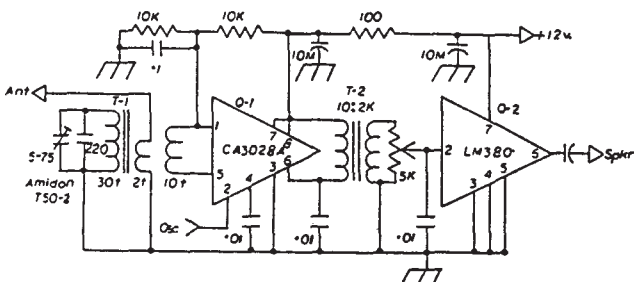 10K
10K
100
+12v.
.1
10M
10M
Ant
T-1
Q-1
T-2
10:2K
Q-2
1
7
8
7
5-75
220
CA3028A
6
2
LM380
5
Spkr
5
5K
30t
2t
10t
2
4
3
3
4
5
Amidon
T50-2
Osc
.01
.01
.01